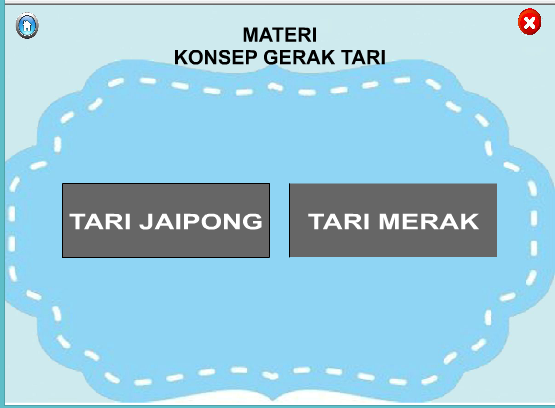 MATERI
KONSEP GERAK TARI
TARI JAIPONG
TARI MERAK